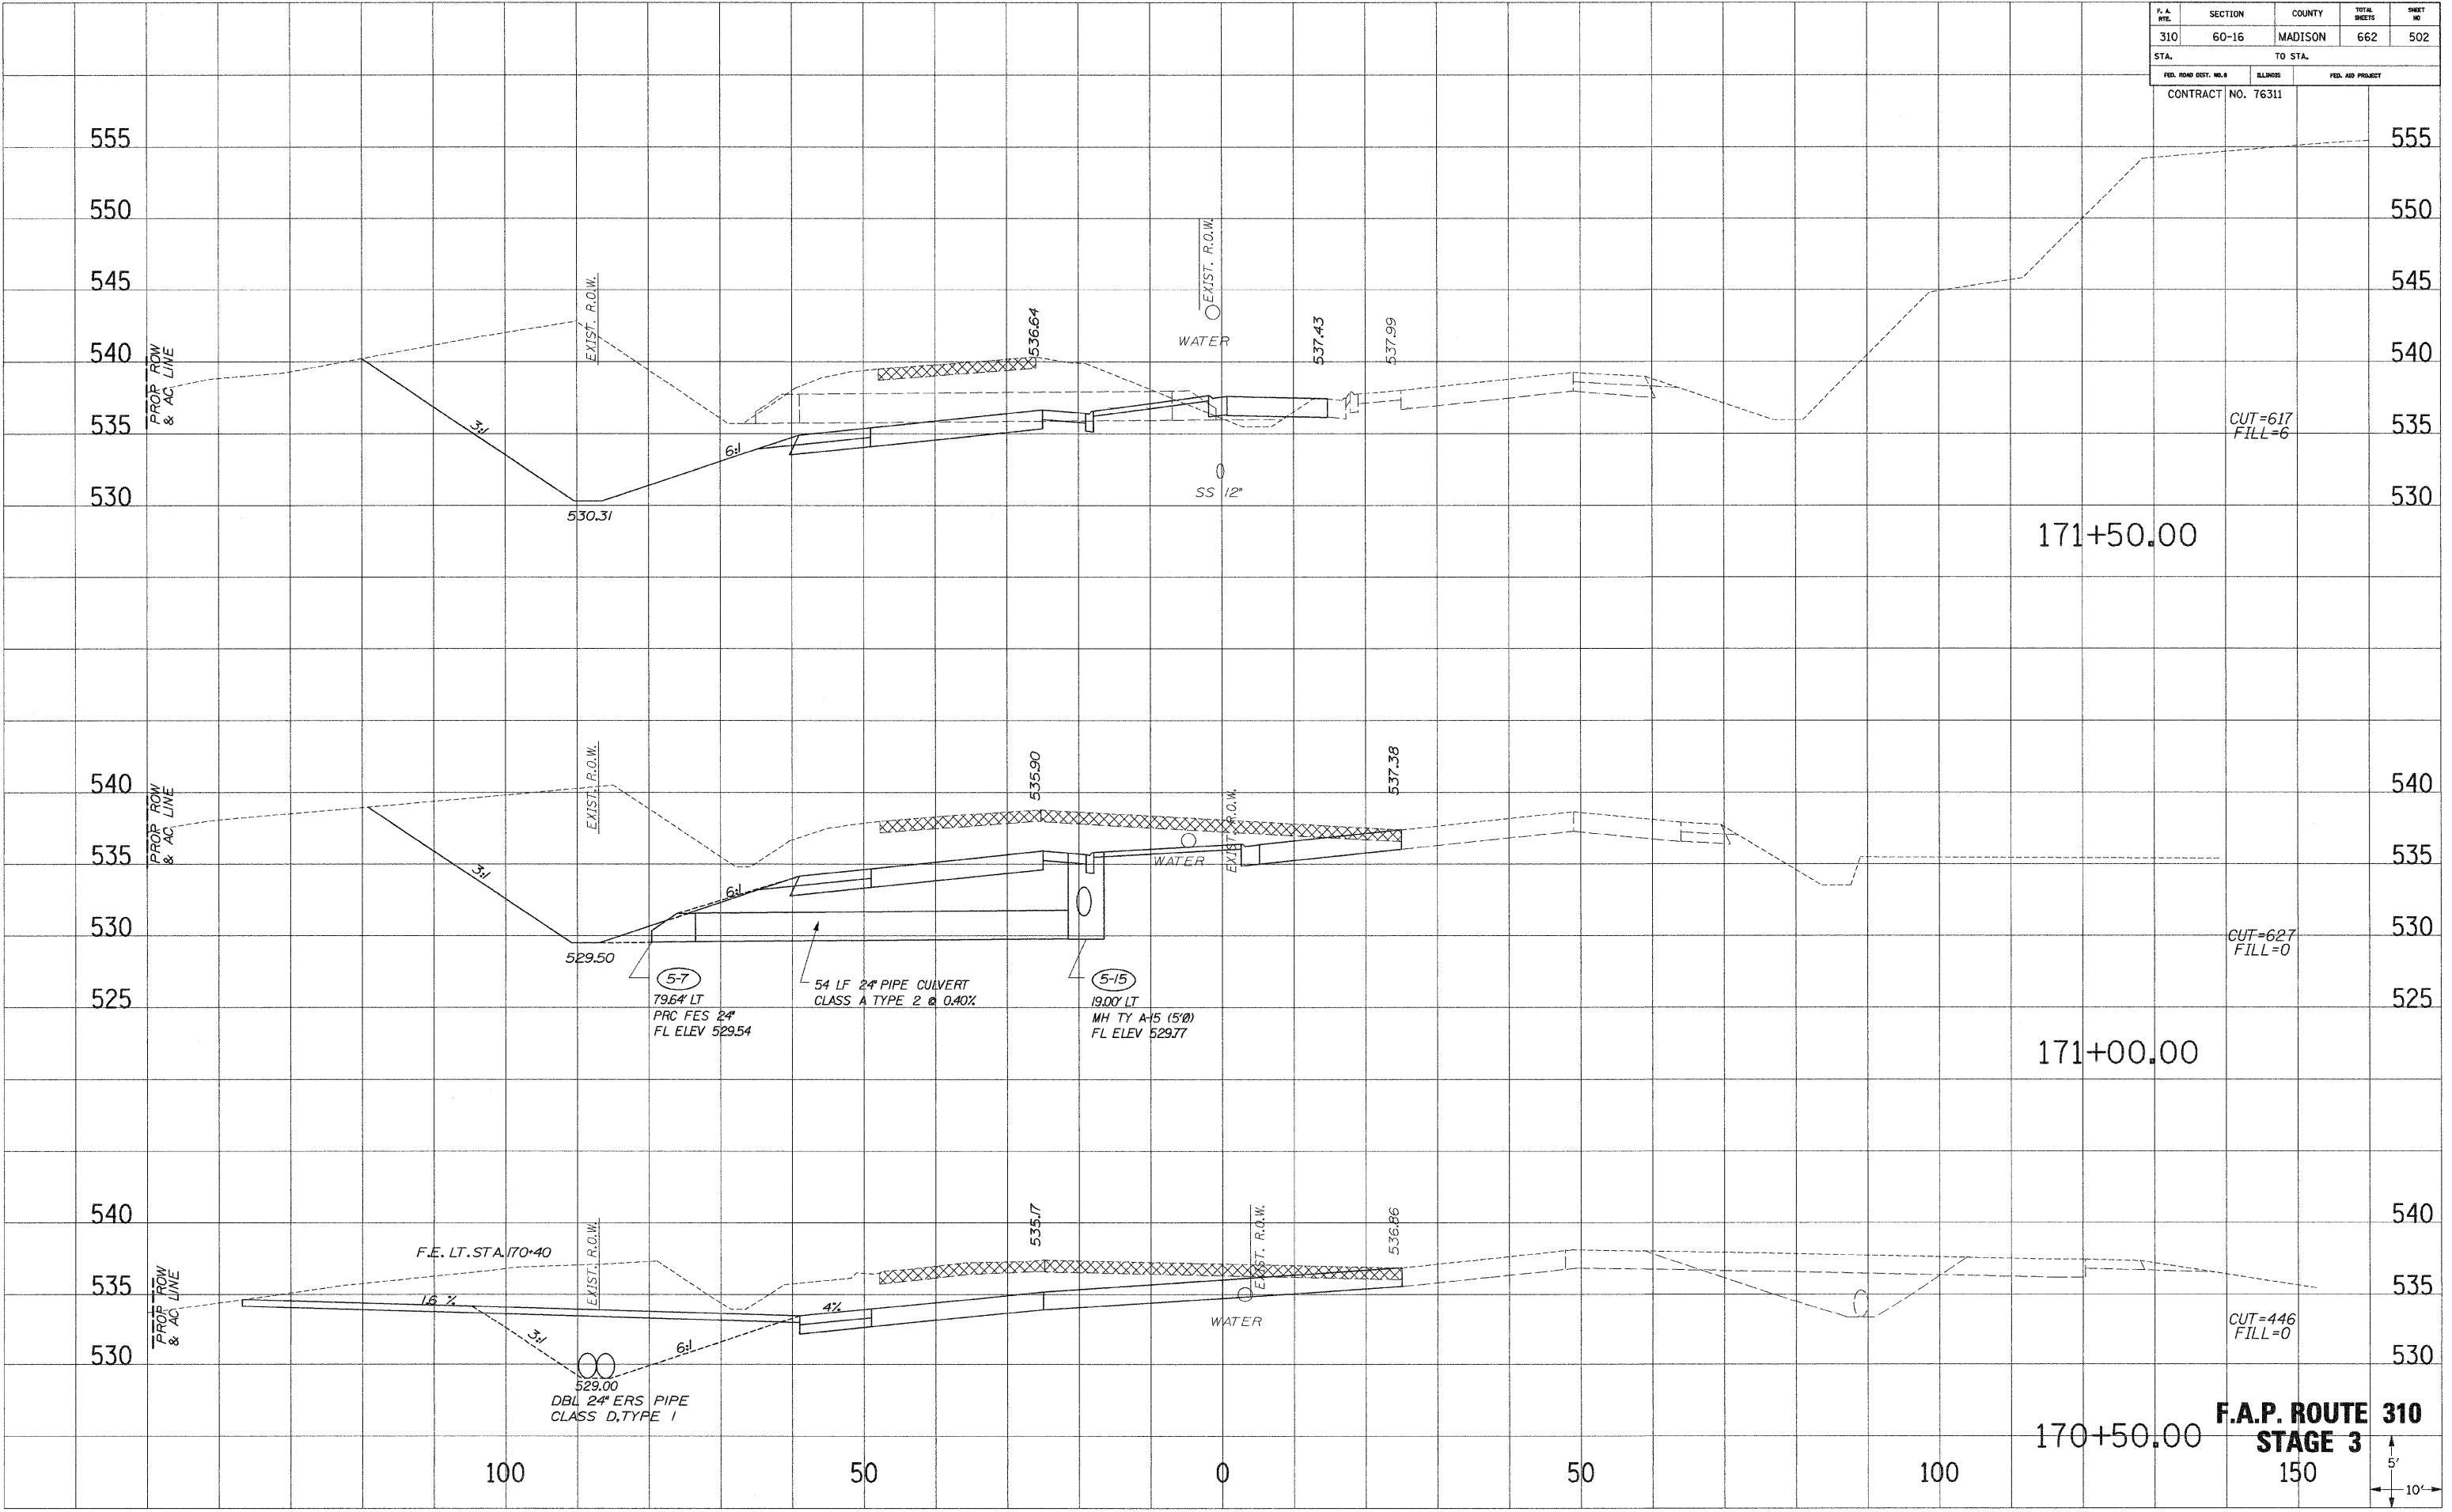 F. A. RTE. SECTION COUNTY TOTAL SHEETS SHEET NO
310 60-16 MADISON 662 502
STA. TO STA.
FED. ROAD DIST. NO. 8 ILLINOIS FED. AID PROJECT
CONTRACT NO. 76311
555 555
550 550
545 545
540 540
535 535
530 530
PROP ROW
& AC LINE
3:1
530.31
EXIST. R.O.W.
6:1
536.64
EXIST. R.O.W.
WATER
SS 12"
537.43
537.99
CUT=617
FILL=6
171+50.00
540 540
535 535
530 530
525 525
PROP ROW
& AC LINE
3:1
529.50
EXIST. R.O.W.
6:1
535.90
WATER
EXIST. R.O.W.
537.38
5-7
79.64' LT
PRC FES 24"
FL ELEV 529.54
54 LF 24" PIPE CULVERT
CLASS A TYPE 2 @ 0.40%
5-15
19.00' LT
MH TY A-15 (5'Ø)
FL ELEV 529.77
CUT=627
FILL=0
171+00.00
540 540
535 535
530 530
PROP ROW
& AC LINE
F.E. LT. STA. 170+40
1.6 %
EXIST. R.O.W.
3:1
6:1
4%
529.00
DBL 24" ERS PIPE
CLASS D, TYPE 1
535.17
WATER
EXIST. R.O.W.
536.86
CUT=446
FILL=0
170+50.00
F.A.P. ROUTE 310
STAGE 3
100 50 0 50 100 150
5'
10'